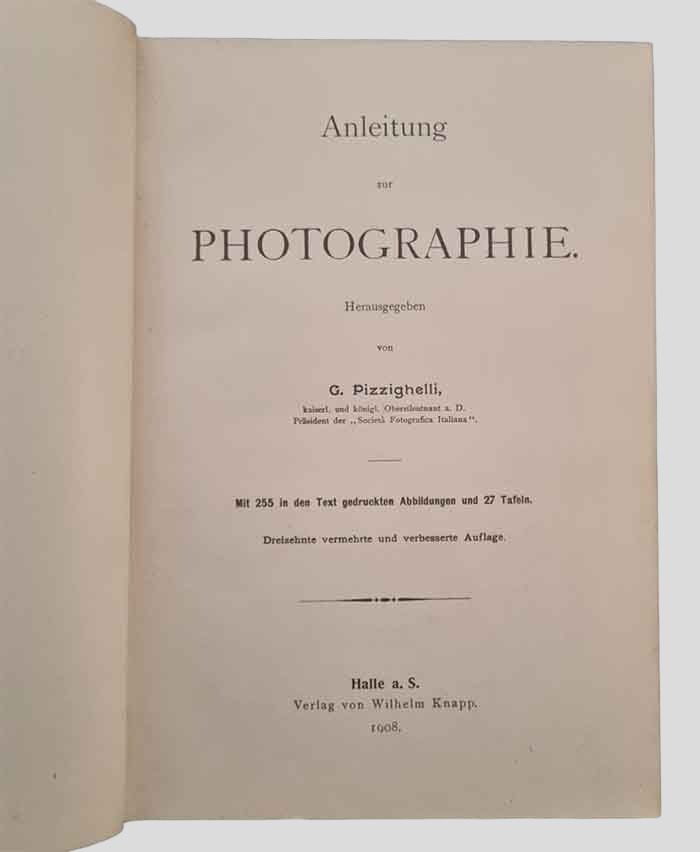 Anleitung
zur
PHOTOGRAPHIE.
Herausgegeben
von
G. Pizzighelli,
kaiserl. und königl. Oberstleutnant a. D.
Präsident der „Società Fotografica Italiana“.
Mit 255 in den Text gedruckten Abbildungen und 27 Tafeln.
Dreizehnte vermehrte und verbesserte Auflage.
Halle a. S.
Verlag von Wilhelm Knapp.
1908.